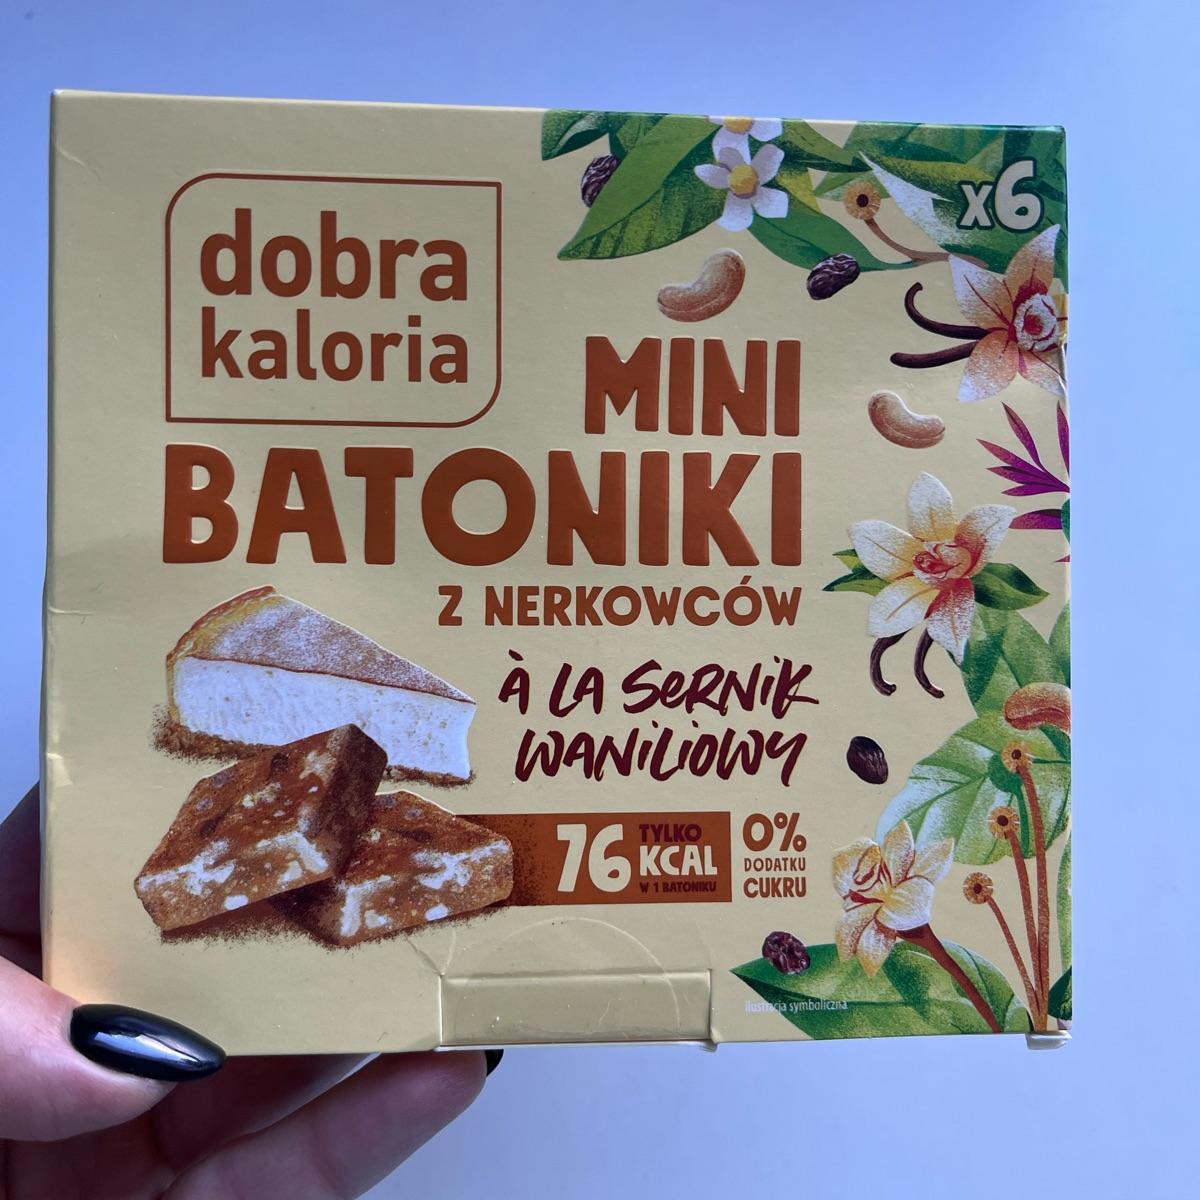 x6
dobra
kaloria
MINI
BATONIKI
Z NERKOWCÓW
À LA SERNIK
WANILIOWY
76 TYLKO
KCAL
W 1 BATONIKU
0%
DODATKU
CUKRU
ilustracja symboliczna